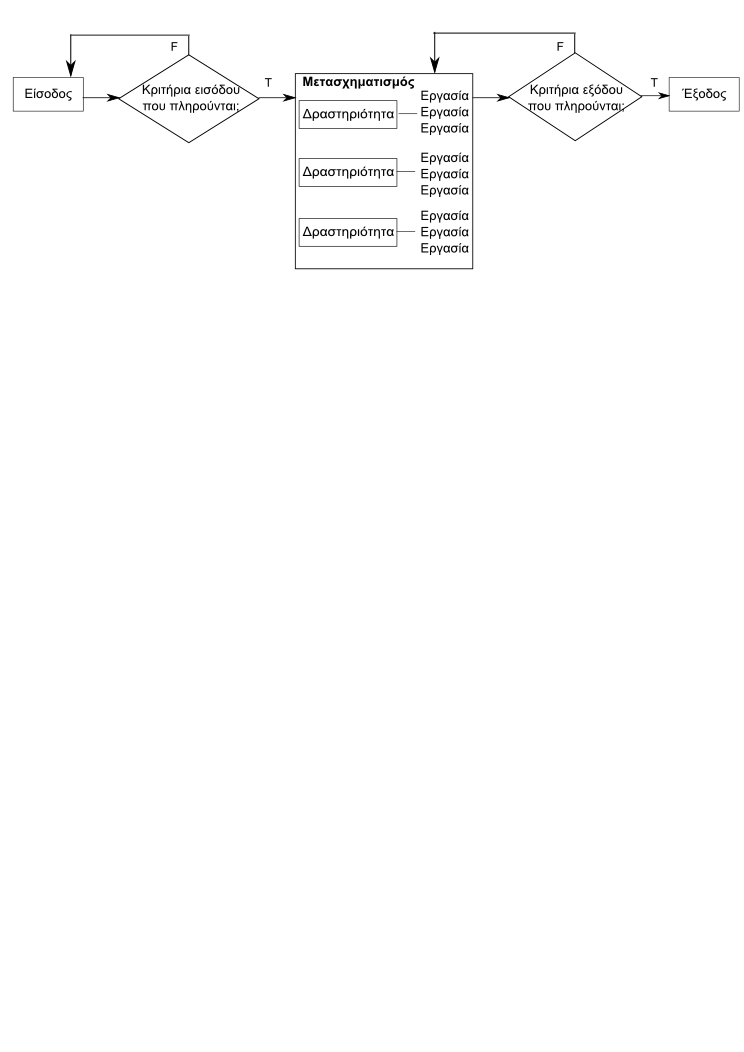 Είσοδος
F
Κριτήρια εισόδου
που πληρούνται;
T
Μετασχηματισμός
Δραστηριότητα
Εργασία
Εργασία
Εργασία
Δραστηριότητα
Εργασία
Εργασία
Εργασία
Δραστηριότητα
Εργασία
Εργασία
Εργασία
F
Κριτήρια εξόδου
που πληρούνται;
T
Έξοδος